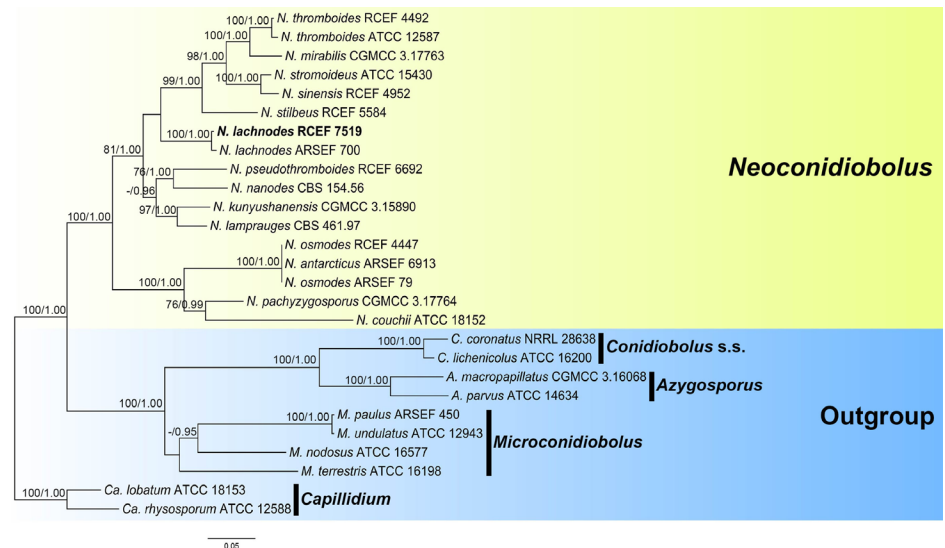 100/1.00 N. thromboides RCEF 4492
100/1.00 N. thromboides ATCC 12587
98/1.00 N. mirabilis CGMCC 3.17763
100/1.00 N. stromoideus ATCC 15430
99/1.00 N. sinensis RCEF 4952
N. stilbeus RCEF 5584
100/1.00 N. lachnodes RCEF 7519
81/1.00 N. lachnodes ARSEF 700
76/1.00 N. pseudothromboides RCEF 6692
Neoconidiobolus
-/0.96 N. nanodes CBS 154.56
97/1.00 N. kunyushanensis CGMCC 3.15890
100/1.00 N. lamprauges CBS 461.97
N. osmodes RCEF 4447
100/1.00 N. antarcticus ARSEF 6913
100/1.00 N. osmodes ARSEF 79
76/0.99 N. pachyzygosporus CGMCC 3.17764
100/1.00 N. couchii ATCC 18152
100/1.00 C. coronatus NRRL 28638
Conidiobolus s.s.
100/1.00 C. lichenicolus ATCC 16200
100/1.00 A. macropapillatus CGMCC 3.16068
Azygosporus
100/1.00 A. parvus ATCC 14634
100/1.00 M. paulus ARSEF 450
Outgroup
-/0.95 M. undulatus ATCC 12943
Microconidiobolus
M. nodosus ATCC 16577
M. terrestris ATCC 16198
100/1.00 Ca. lobatum ATCC 18153
Capillidium
Ca. rhysosporum ATCC 12588
0.05